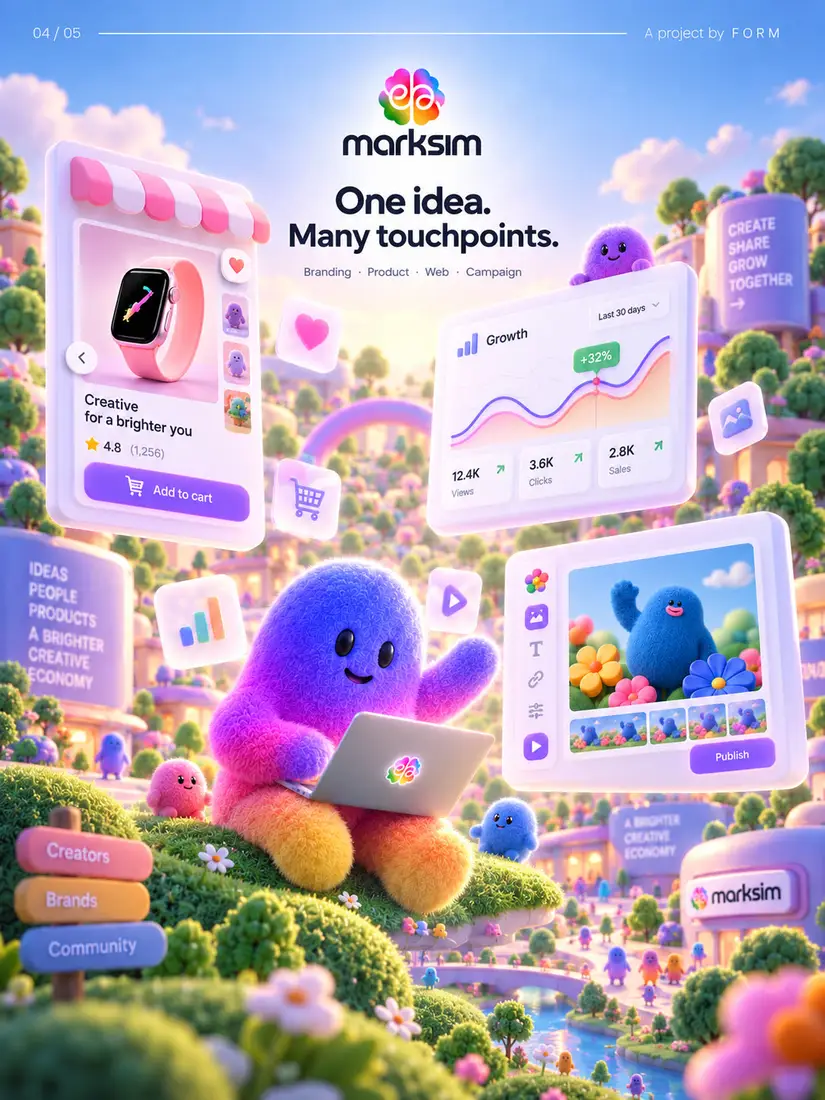 04 / 05
A project by FORM
marksim
One idea.
Many touchpoints.
Branding · Product · Web · Campaign
Creative
for a brighter you
4.8 (1,256)
Add to cart
Growth
Last 30 days
+32%
12.4K
Views
3.6K
Clicks
2.8K
Sales
CREATE
SHARE
GROW
TOGETHER
→
IDEAS
PEOPLE
PRODUCTS
A BRIGHTER
CREATIVE
ECONOMY
T
Publish
Creators
Brands
Community
A BRIGHTER
CREATIVE
ECONOMY
marksim